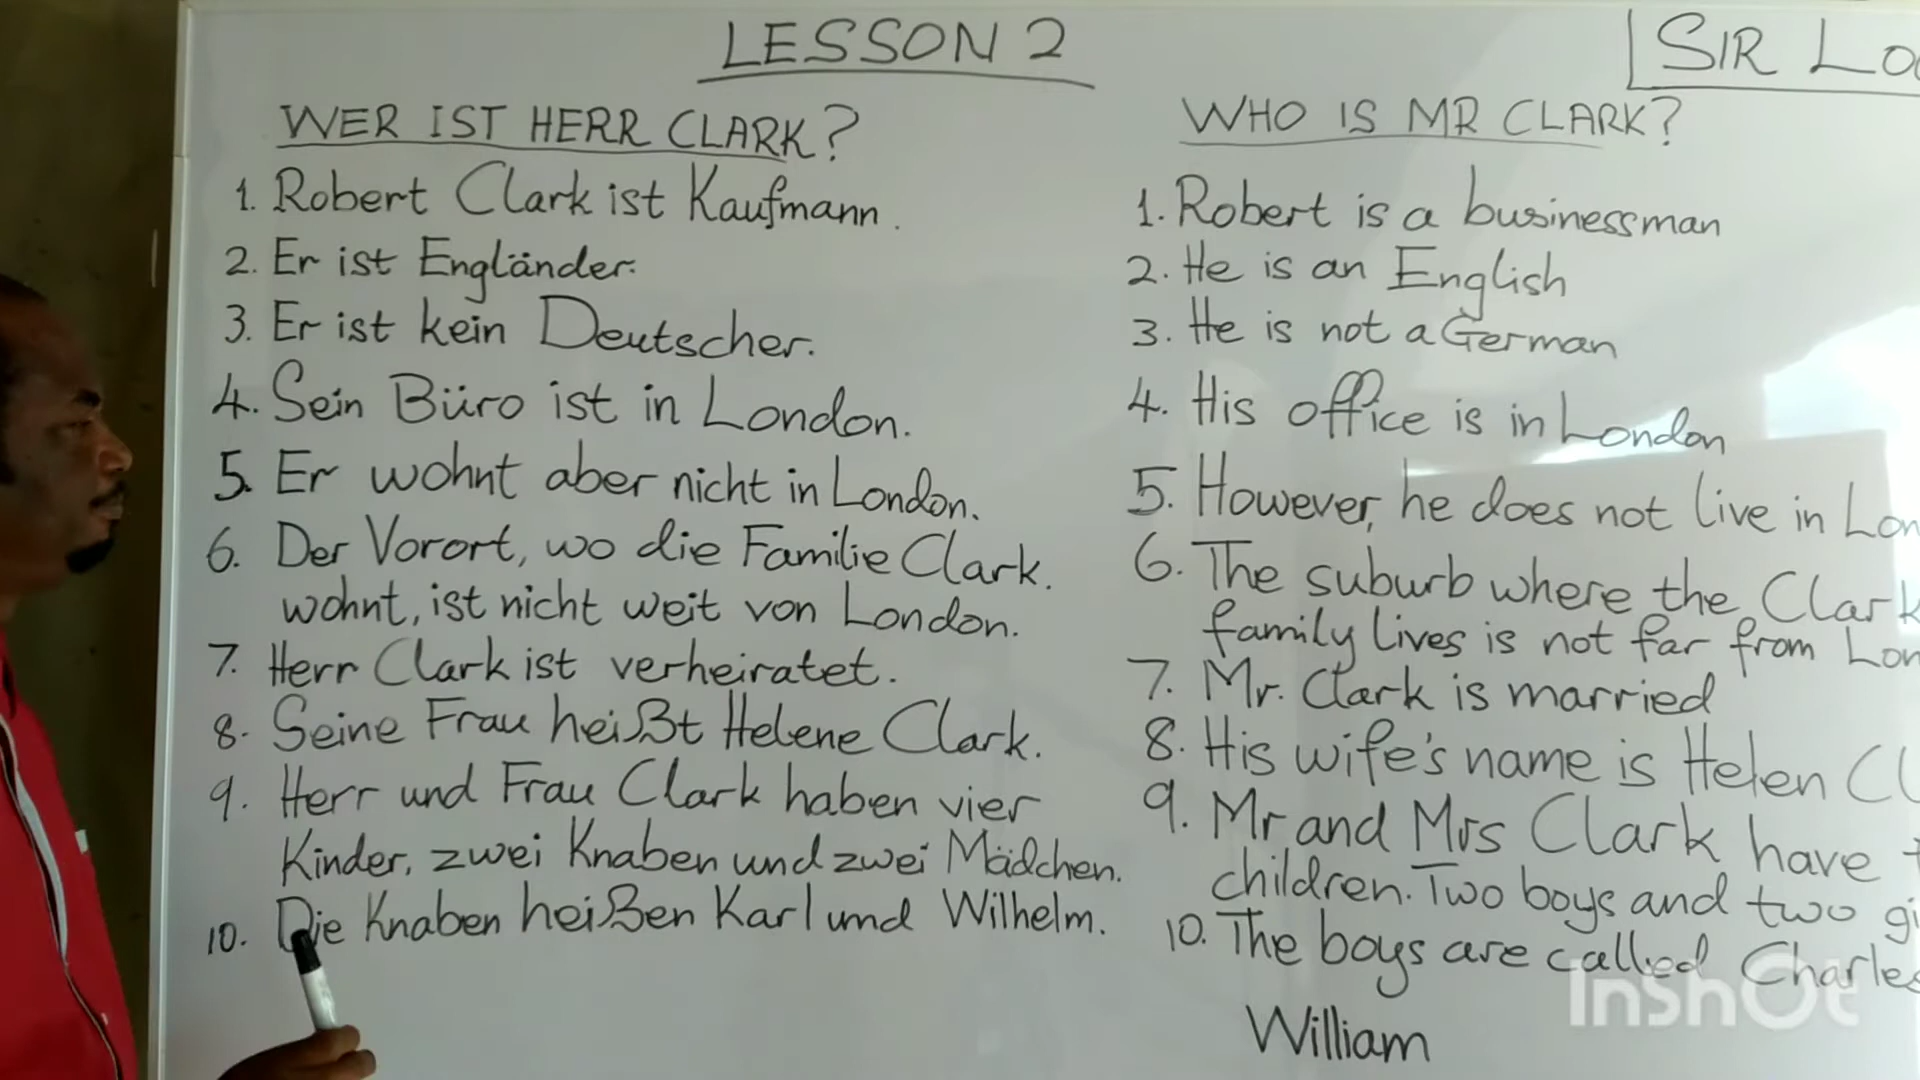 LESSON 2
SIR
WER IST HERR CLARK?
1. Robert Clark ist Kaufmann.
2. Er ist Engländer.
3. Er ist kein Deutscher.
4. Sein Büro ist in London.
5. Er wohnt aber nicht in London.
6. Der Vorort, wo die Familie Clark.
wohnt, ist nicht weit von London.
7. Herr Clark ist verheiratet.
8. Seine Frau heißt Helene Clark.
9. Herr und Frau Clark haben vier
Kinder, zwei Knaben und zwei Mädchen.
10. Die Knaben heißen Karl und Wilhelm.
WHO IS MR CLARK?
1. Robert is a businessman
2. He is an English
3. He is not a German
4. His office is in London
5. However, he does not live in Lon
6. The suburb where the Clark
family lives is not far from Lon
7. Mr. Clark is married
8. His wife's name is Helen Cl
9. Mr and Mrs Clark have
children. Two boys and two gi
10. The boys are called Charles
William
InShOt